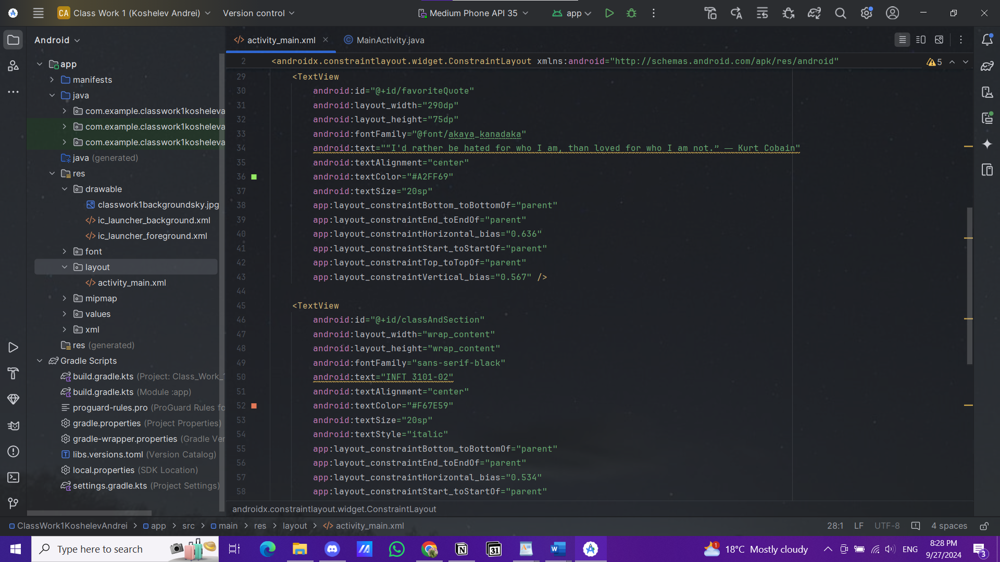 CA Class Work 1 (Koshelev Andrei) Version control Medium Phone API 35 app
Android
app
manifests
java
com.example.classwork1kosheleva
com.example.classwork1kosheleva
com.example.classwork1kosheleva
java (generated)
res
drawable
classwork1backgroundsky.jpg
ic_launcher_background.xml
ic_launcher_foreground.xml
font
layout
activity_main.xml
mipmap
values
xml
res (generated)
Gradle Scripts
build.gradle.kts (Project: Class_Work_1
build.gradle.kts (Module :app)
proguard-rules.pro (ProGuard Rules fo
gradle.properties (Project Properties)
gradle-wrapper.properties (Gradle Ver
libs.versions.toml (Version Catalog)
local.properties (SDK Location)
settings.gradle.kts (Project Settings)
activity_main.xml MainActivity.java
2 <androidx.constraintlayout.widget.ConstraintLayout xmlns:android="http://schemas.android.com/apk/res/android" 5
29 <TextView
30 android:id="@+id/favoriteQuote"
31 android:layout_width="290dp"
32 android:layout_height="75dp"
33 android:fontFamily="@font/akaya_kanadaka"
34 android:text="“I'd rather be hated for who I am, than loved for who I am not.” — Kurt Cobain"
35 android:textAlignment="center"
36 android:textColor="#A2FF69"
37 android:textSize="20sp"
38 app:layout_constraintBottom_toBottomOf="parent"
39 app:layout_constraintEnd_toEndOf="parent"
40 app:layout_constraintHorizontal_bias="0.636"
41 app:layout_constraintStart_toStartOf="parent"
42 app:layout_constraintTop_toTopOf="parent"
43 app:layout_constraintVertical_bias="0.567" />
44
45 <TextView
46 android:id="@+id/classAndSection"
47 android:layout_width="wrap_content"
48 android:layout_height="wrap_content"
49 android:fontFamily="sans-serif-black"
50 android:text="INFT 3101-02"
51 android:textAlignment="center"
52 android:textColor="#F67E59"
53 android:textSize="20sp"
54 android:textStyle="italic"
55 app:layout_constraintBottom_toBottomOf="parent"
56 app:layout_constraintEnd_toEndOf="parent"
57 app:layout_constraintHorizontal_bias="0.534"
58 app:layout_constraintStart_toStartOf="parent"
androidx.constraintlayout.widget.ConstraintLayout
ClassWork1KoshelevAndrei > app > src > main > res > layout > activity_main.xml 28:1 LF UTF-8 4 spaces
Type here to search 31 1 18°C Mostly cloudy ENG 8:28 PM 3
9/27/2024